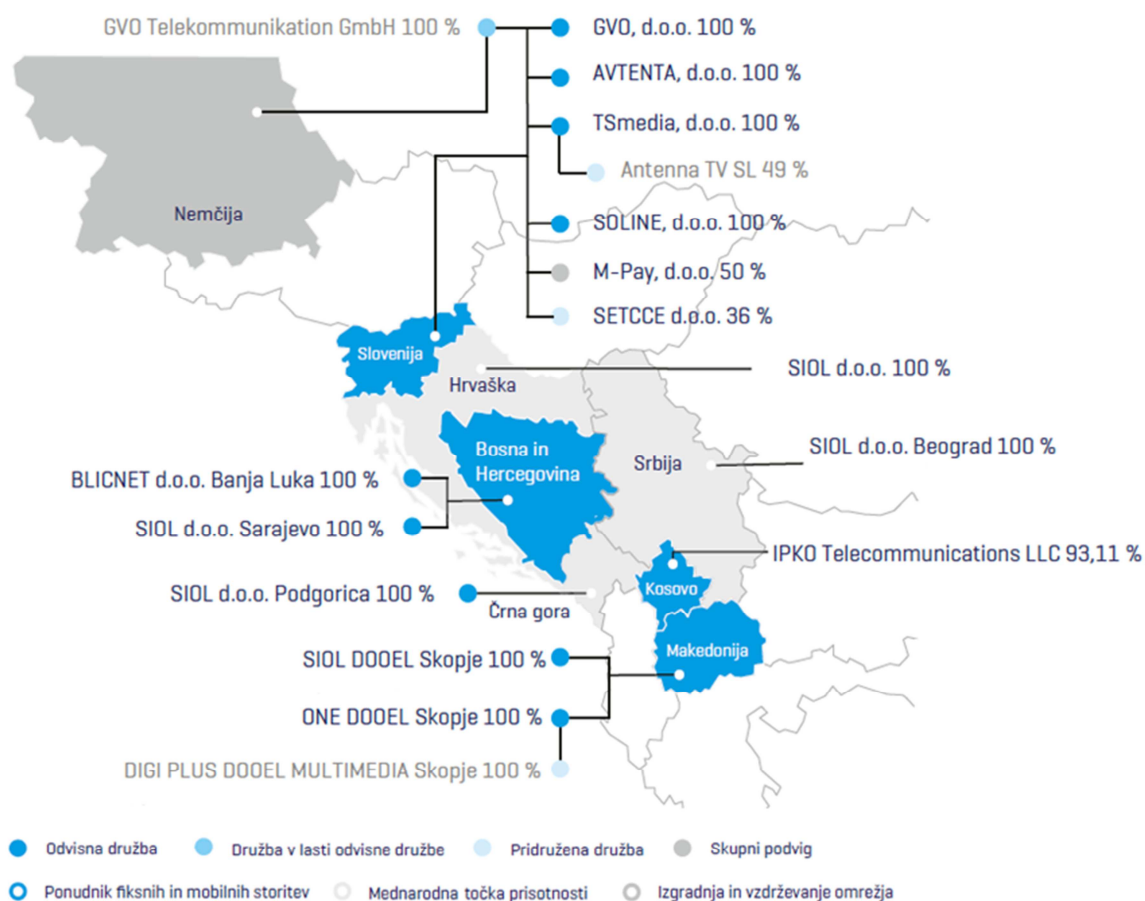 GVO Telekommunikation GmbH 100 %
GVO, d.o.o. 100 %
AVTENTA, d.o.o. 100 %
TSmedia, d.o.o. 100 %
Antenna TV SL 49 %
Nemčija
SOLINE, d.o.o. 100 %
M-Pay, d.o.o. 50 %
SETCCE d.o.o. 36 %
Slovenija
SIOL d.o.o. 100 %
Hrvaška
Bosna in
Hercegovina
Srbija
SIOL d.o.o. Beograd 100 %
BLICNET d.o.o. Banja Luka 100 %
SIOL d.o.o. Sarajevo 100 %
IPKO Telecommunications LLC 93,11 %
Kosovo
SIOL d.o.o. Podgorica 100 %
Črna gora
Makedonija
SIOL DOOEL Skopje 100 %
ONE DOOEL Skopje 100 %
DIGI PLUS DOOEL MULTIMEDIA Skopje 100 %
Odvisna družba
Družba v lasti odvisne družbe
Pridružena družba
Skupni podvig
Ponudnik fiksnih in mobilnih storitev
Mednarodna točka prisotnosti
Izgradnja in vzdrževanje omrežja